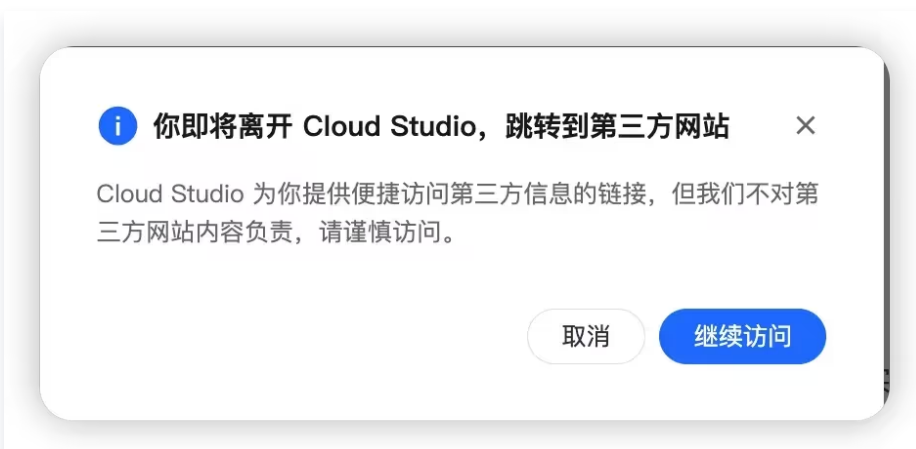 你即将离开 Cloud Studio，跳转到第三方网站
Cloud Studio 为你提供便捷访问第三方信息的链接，但我们不对第
三方网站内容负责，请谨慎访问。
取消
继续访问